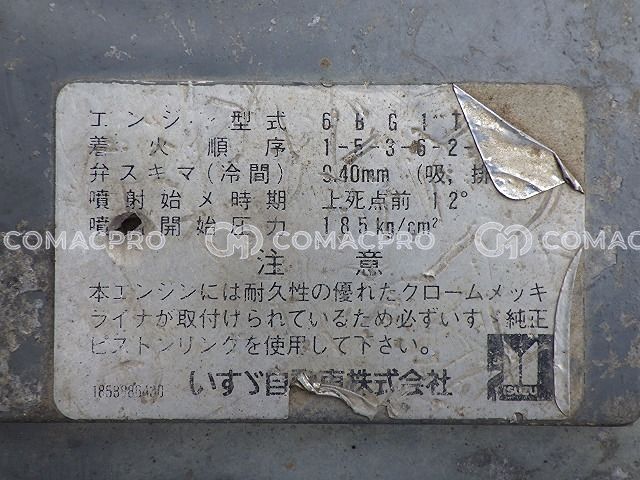 エンジン型式 6BG1T
着火順序 1-5-3-6-2-
弁スキマ(冷間) 0.40mm (吸,排
噴射始メ時期 上死点前 12°
噴 開始圧力 185kg/cm²
COMACPRO COMACPRO COMACPRO COMACPRO
注意
本エンジンには耐久性の優れたクロームメッキ
ライナが取付けられているため必ずいすゞ純正
ピストンリングを使用して下さい。
いすゞ自動車株式会社
ISUZU